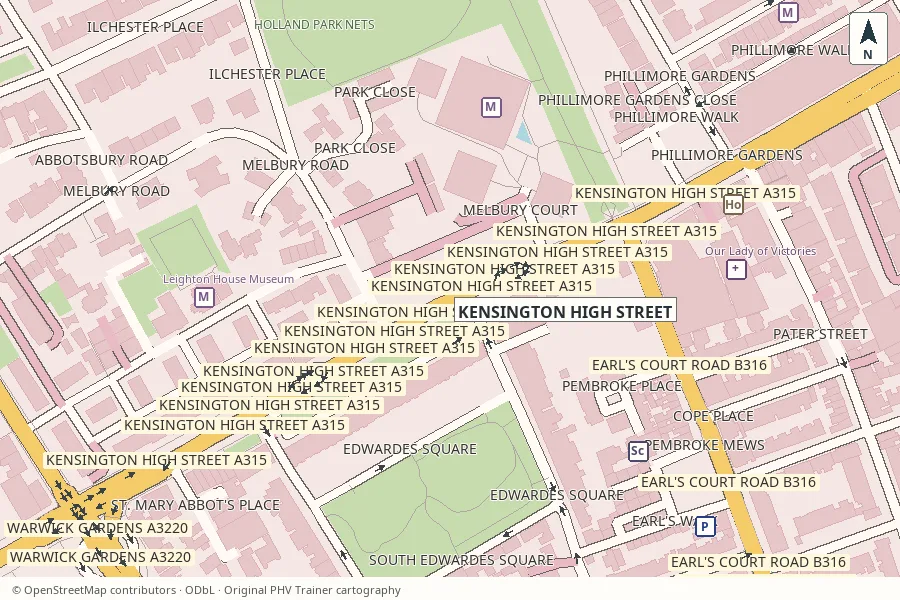 ILCHESTER PLACE
HOLLAND PARK NETS
M
N
PHILLIMORE WALK
ILCHESTER PLACE
PHILLIMORE GARDENS
PARK CLOSE
M
PHILLIMORE GARDENS CLOSE
PHILLIMORE WALK
PARK CLOSE
ABBOTSBURY ROAD
MELBURY ROAD
PHILLIMORE GARDENS
MELBURY ROAD
KENSINGTON HIGH STREET A315
Ho
MELBURY COURT
KENSINGTON HIGH STREET A315
KENSINGTON HIGH STREET A315
Our Lady of Victories
KENSINGTON HIGH STREET A315
Leighton House Museum
KENSINGTON HIGH STREET A315
M
KENSINGTON HIGH
KENSINGTON HIGH STREET
KENSINGTON HIGH STREET A315
PATER STREET
KENSINGTON HIGH STREET A315
EARL'S COURT ROAD B316
KENSINGTON HIGH STREET A315
KENSINGTON HIGH STREET A315
PEMBROKE PLACE
KENSINGTON HIGH STREET A315
COPE PLACE
KENSINGTON HIGH STREET A315
EDWARDES SQUARE
Sc
PEMBROKE MEWS
KENSINGTON HIGH STREET A315
EARL'S COURT ROAD B316
EDWARDES SQUARE
ST. MARY ABBOT'S PLACE
WARWICK GARDENS A3220
EARL'S W
P
WARWICK GARDENS A3220
SOUTH EDWARDES SQUARE
EARL'S COURT ROAD B316
© OpenStreetMap contributors · ODbL · Original PHV Trainer cartography